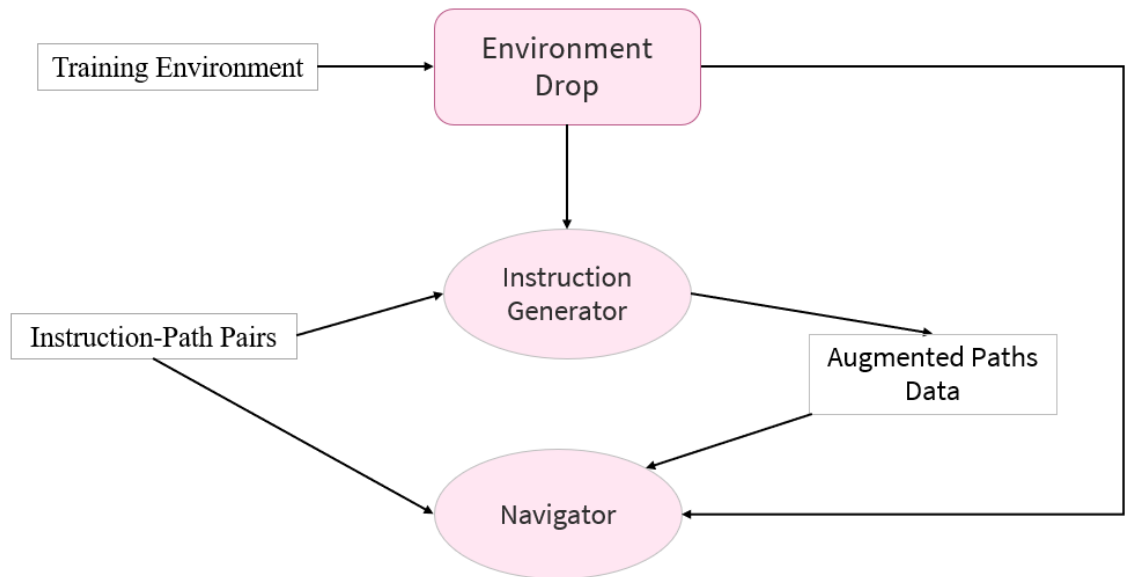 Training Environment
Environment
Drop
Instruction
Generator
Instruction-Path Pairs
Augmented Paths
Data
Navigator